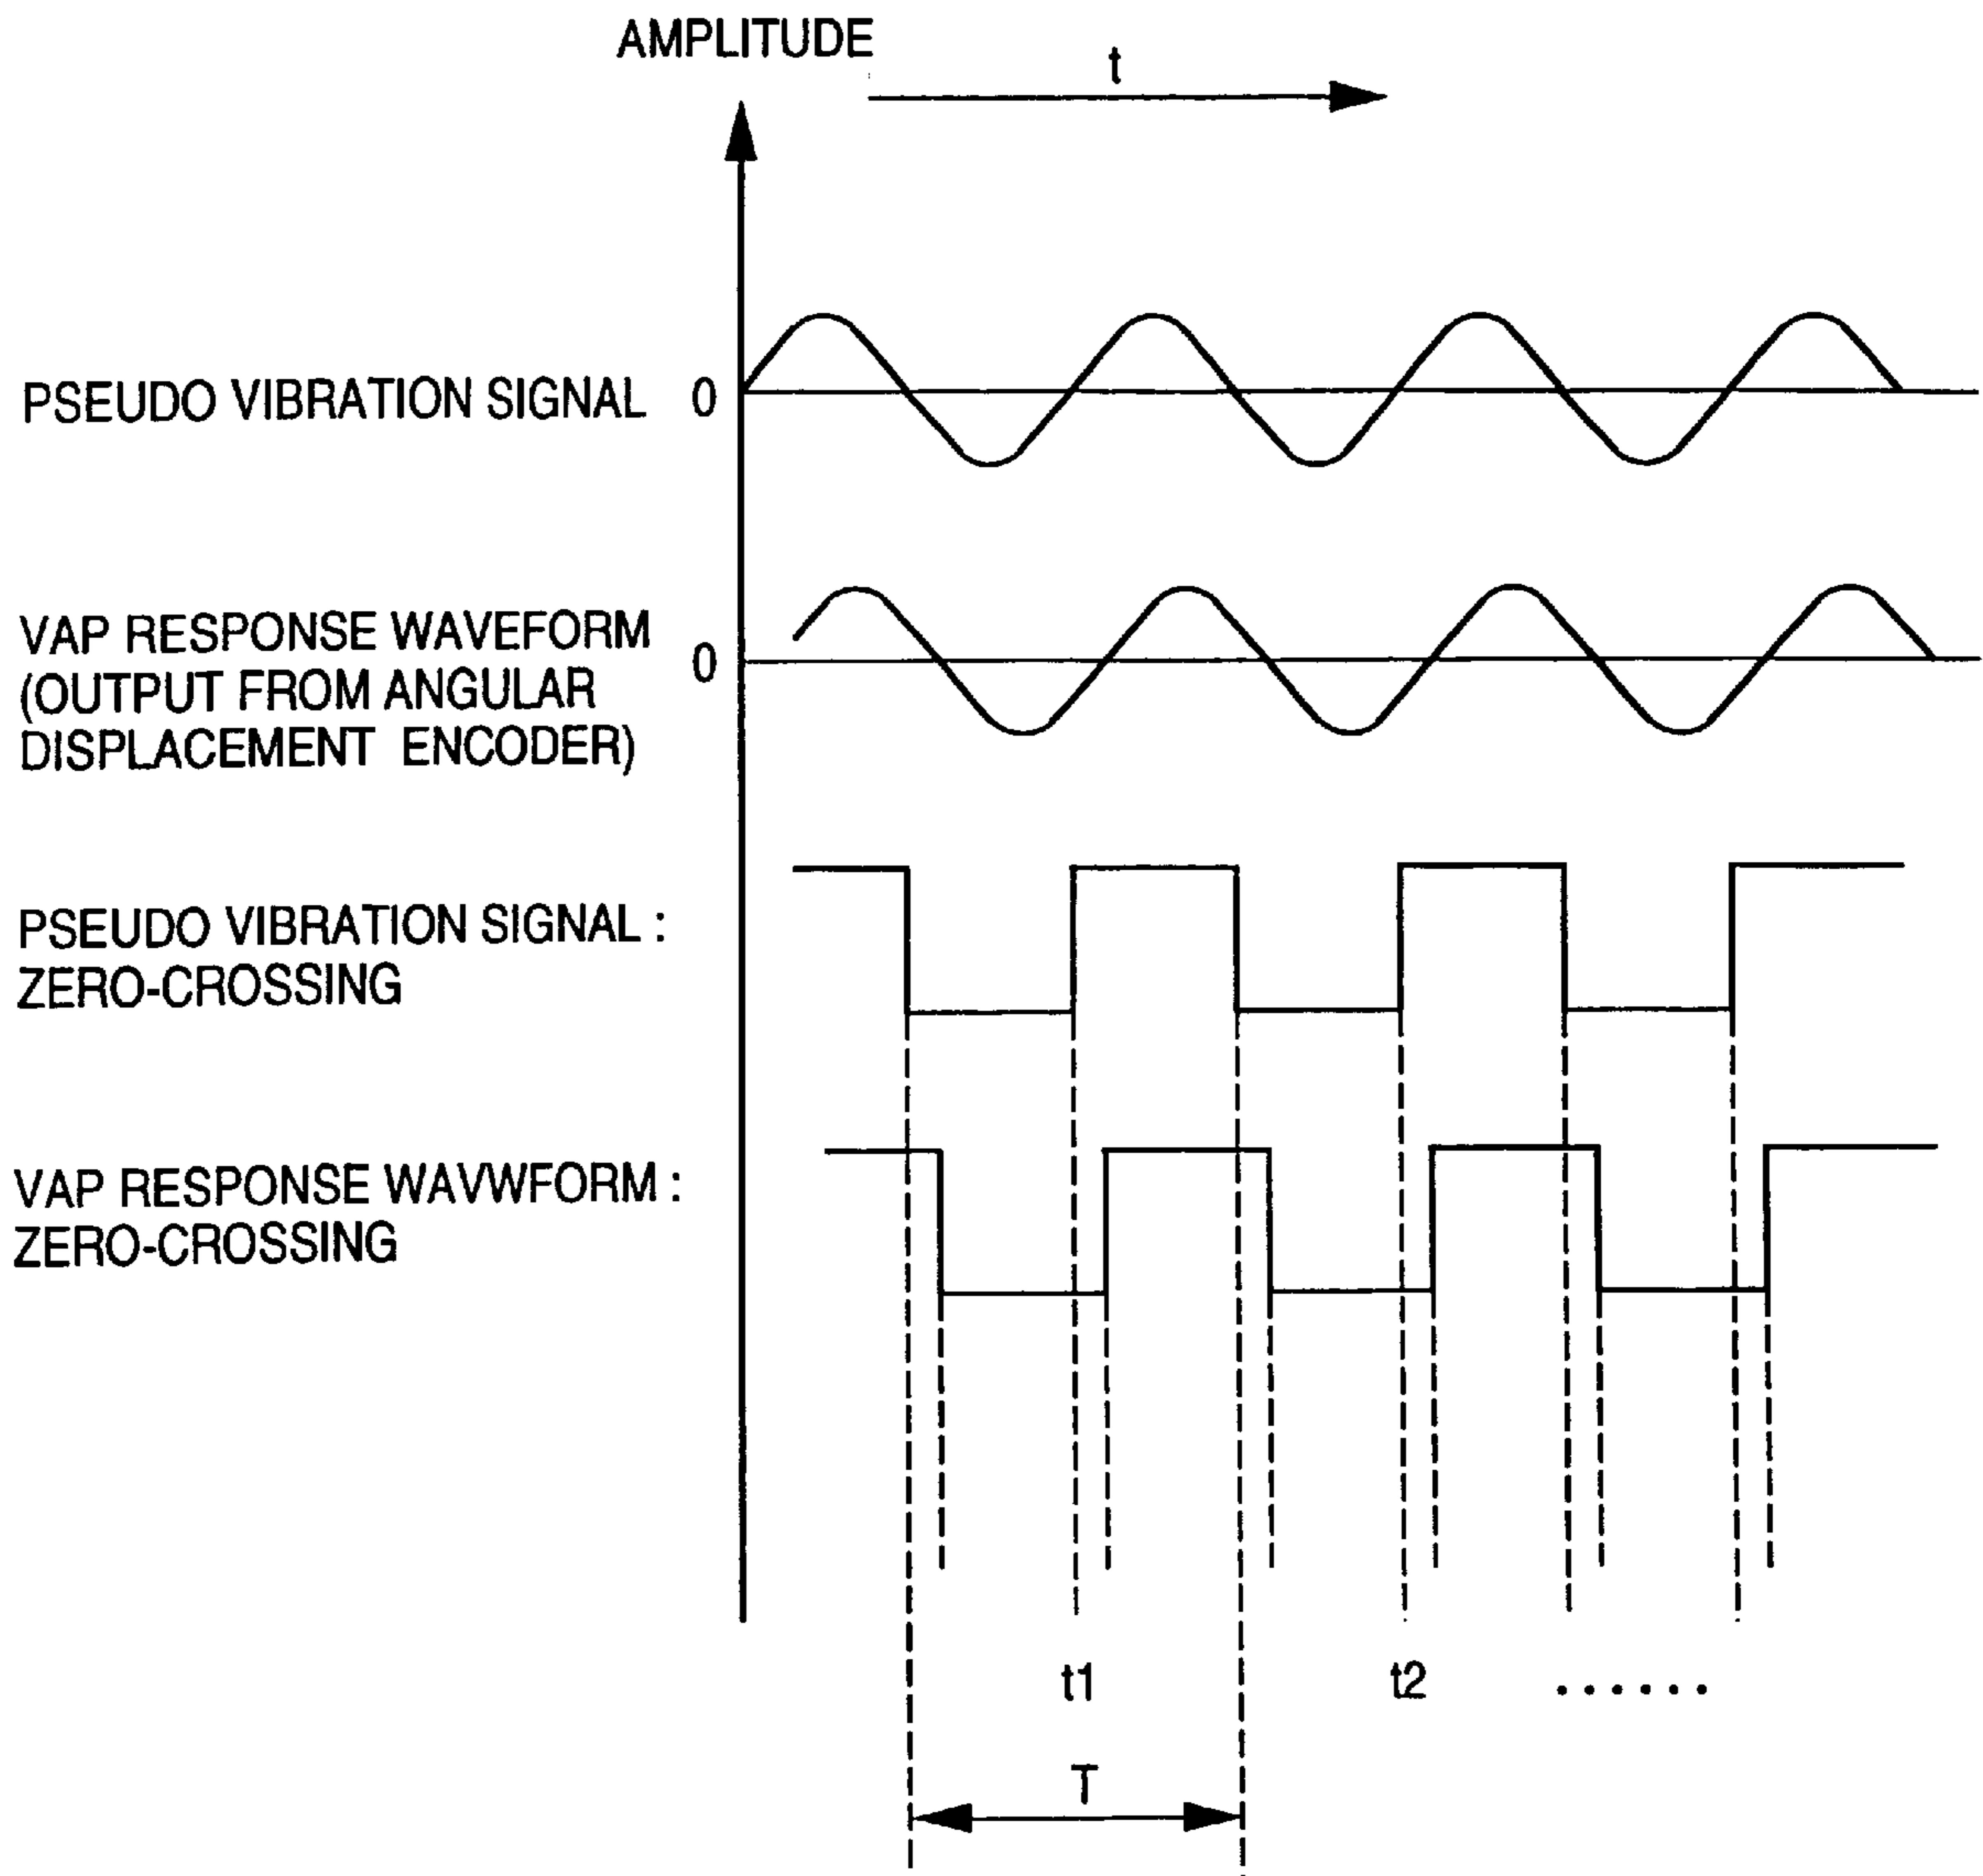 AMPLITUDE
t
PSEUDO VIBRATION SIGNAL 0
VAP RESPONSE WAVEFORM
(OUTPUT FROM ANGULAR
DISPLACEMENT ENCODER)
0
PSEUDO VIBRATION SIGNAL :
ZERO-CROSSING
VAP RESPONSE WAVWFORM :
ZERO-CROSSING
t1 t2 ······
T